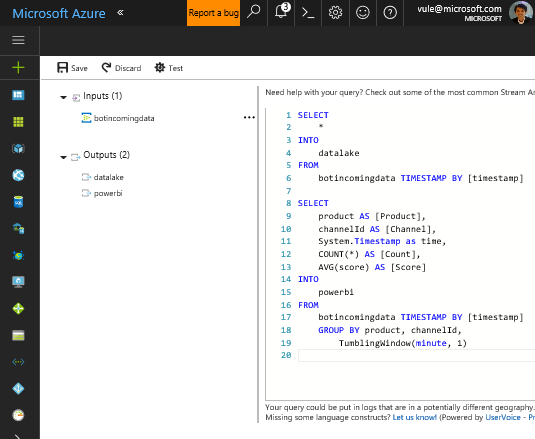 Microsoft Azure «
Report a bug
3
vule@microsoft.com
MICROSOFT
Save Discard Test
Inputs (1)
botincomingdata ...
Outputs (2)
datalake
powerbi
Need help with your query? Check out some of the most common Stream An
1 SELECT
2 *
3 INTO
4 datalake
5 FROM
6 botincomingdata TIMESTAMP BY [timestamp]
7
8 SELECT
9 product AS [Product],
10 channelId AS [Channel],
11 System.Timestamp as time,
12 COUNT(*) AS [Count],
13 AVG(score) AS [Score]
14 INTO
15 powerbi
16 FROM
17 botincomingdata TIMESTAMP BY [timestamp]
18 GROUP BY product, channelId,
19 TumblingWindow(minute, 1)
20
Your query could be put in logs that are in a potentially different geography.
Missing some language constructs? Let us know! (Powered by UserVoice - Pr